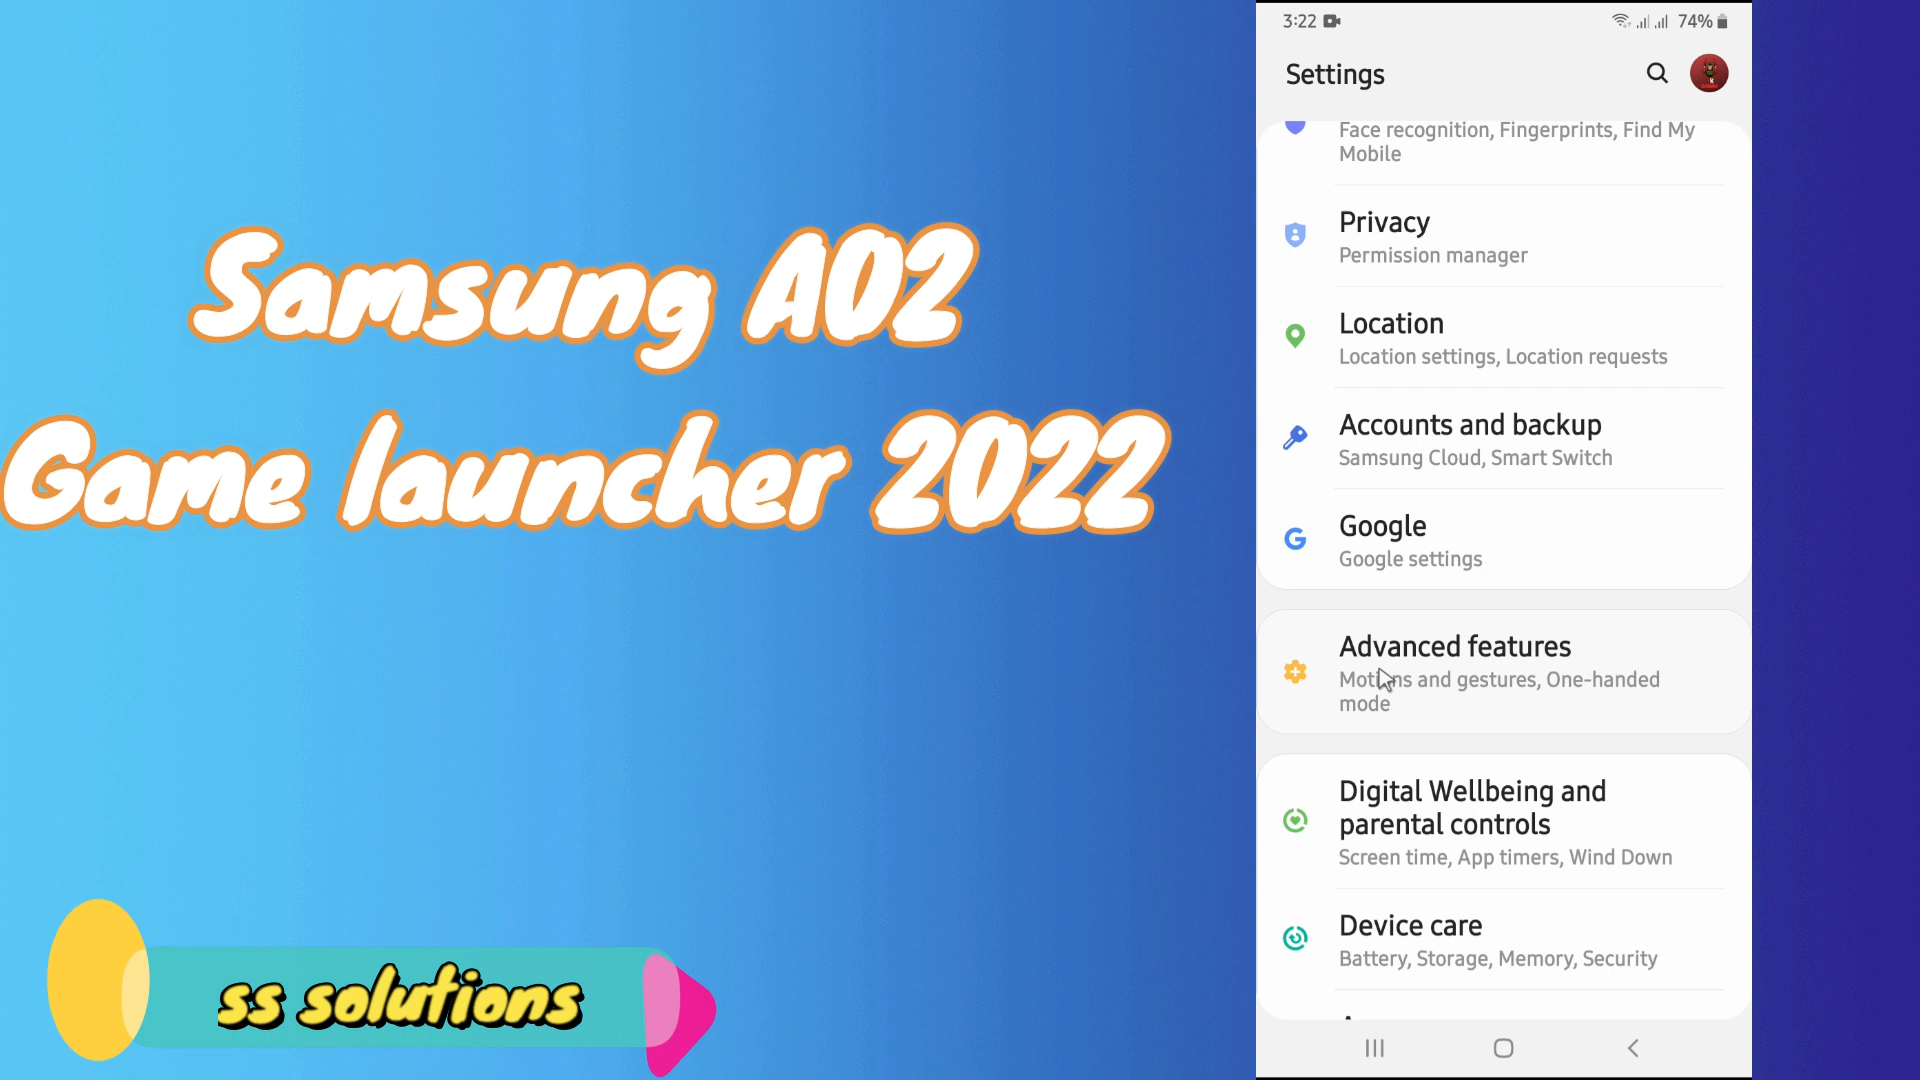 Samsung A02
Game launcher 2022
ss solutions
3:22
74%
Settings
Face recognition, Fingerprints, Find My
Mobile
Privacy
Permission manager
Location
Location settings, Location requests
Accounts and backup
Samsung Cloud, Smart Switch
Google
Google settings
Advanced features
Motions and gestures, One-handed
mode
Digital Wellbeing and
parental controls
Screen time, App timers, Wind Down
Device care
Battery, Storage, Memory, Security